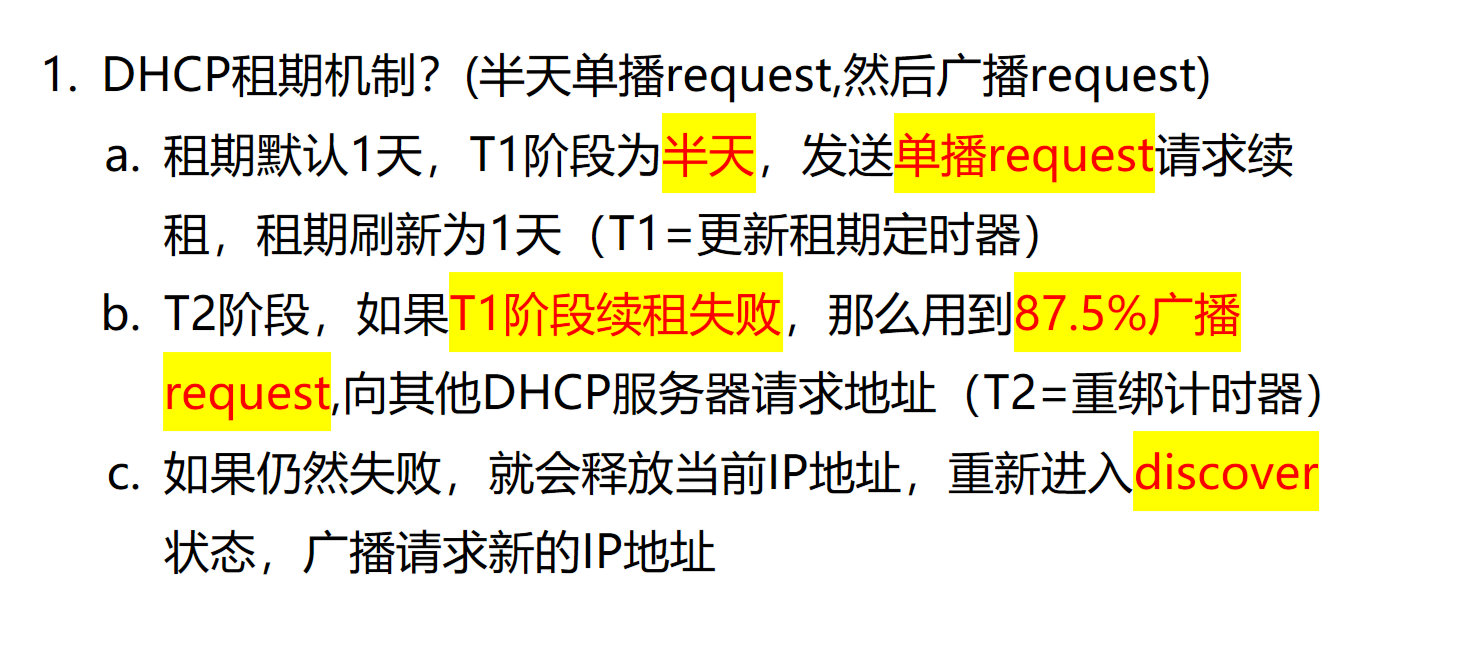 1. DHCP租期机制？(半天单播request,然后广播request)
a. 租期默认1天，T1阶段为半天，发送单播request请求续
租，租期刷新为1天（T1=更新租期定时器）
b. T2阶段，如果T1阶段续租失败，那么用到87.5%广播
request,向其他DHCP服务器请求地址（T2=重绑计时器）
c. 如果仍然失败，就会释放当前IP地址，重新进入discover
状态，广播请求新的IP地址